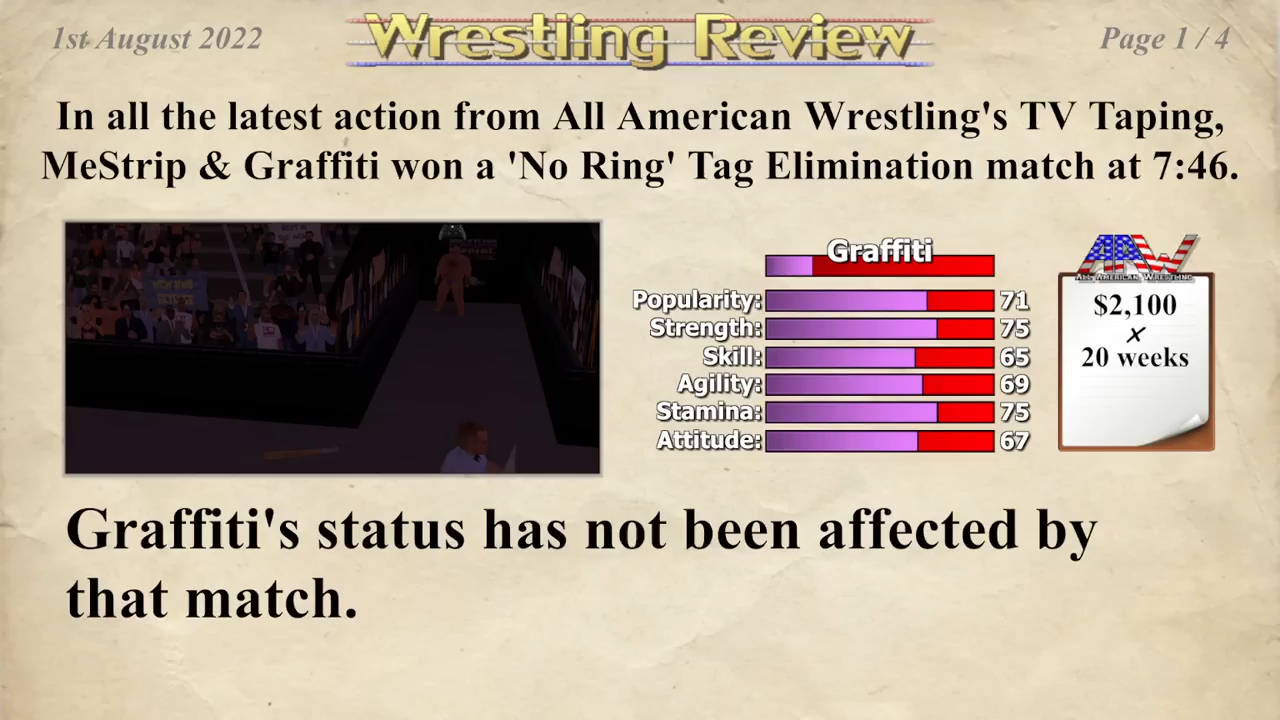 1st August 2022
Wrestling Review
Page 1 / 4
In all the latest action from All American Wrestling's TV Taping,
MeStrip & Graffiti won a 'No Ring' Tag Elimination match at 7:46.
Graffiti
Popularity: 71
Strength: 75
Skill: 65
Agility: 69
Stamina: 75
Attitude: 67
AAW
ALL AMERICAN WRESTLING
$2,100
×
20 weeks
Graffiti's status has not been affected by
that match.